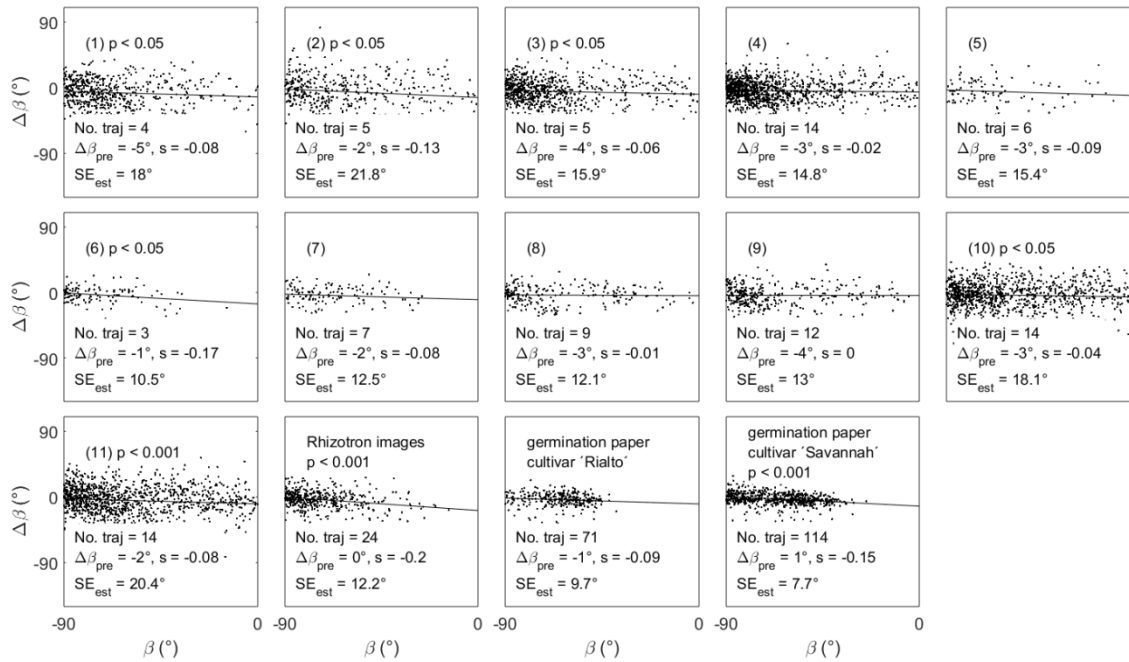 90
0
-90
Δβ (°)
(1) p < 0.05
No. traj = 4
Δβpre = -5°, s = -0.08
SEest = 18°
(2) p < 0.05
No. traj = 5
Δβpre = -2°, s = -0.13
SEest = 21.8°
(3) p < 0.05
No. traj = 5
Δβpre = -4°, s = -0.06
SEest = 15.9°
(4)
No. traj = 14
Δβpre = -3°, s = -0.02
SEest = 14.8°
(5)
No. traj = 6
Δβpre = -3°, s = -0.09
SEest = 15.4°
90
0
-90
Δβ (°)
(6) p < 0.05
No. traj = 3
Δβpre = -1°, s = -0.17
SEest = 10.5°
(7)
No. traj = 7
Δβpre = -2°, s = -0.08
SEest = 12.5°
(8)
No. traj = 9
Δβpre = -3°, s = -0.01
SEest = 12.1°
(9)
No. traj = 12
Δβpre = -4°, s = 0
SEest = 13°
(10) p < 0.05
No. traj = 14
Δβpre = -3°, s = -0.04
SEest = 18.1°
90
0
-90
Δβ (°)
(11) p < 0.001
No. traj = 14
Δβpre = -2°, s = -0.08
SEest = 20.4°
-90 0
β (°)
Rhizotron images
p < 0.001
No. traj = 24
Δβpre = 0°, s = -0.2
SEest = 12.2°
-90 0
β (°)
germination paper
cultivar ´Rialto´
No. traj = 71
Δβpre = -1°, s = -0.09
SEest = 9.7°
-90 0
β (°)
germination paper
cultivar ´Savannah´
p < 0.001
No. traj = 114
Δβpre = 1°, s = -0.15
SEest = 7.7°
-90 0
β (°)